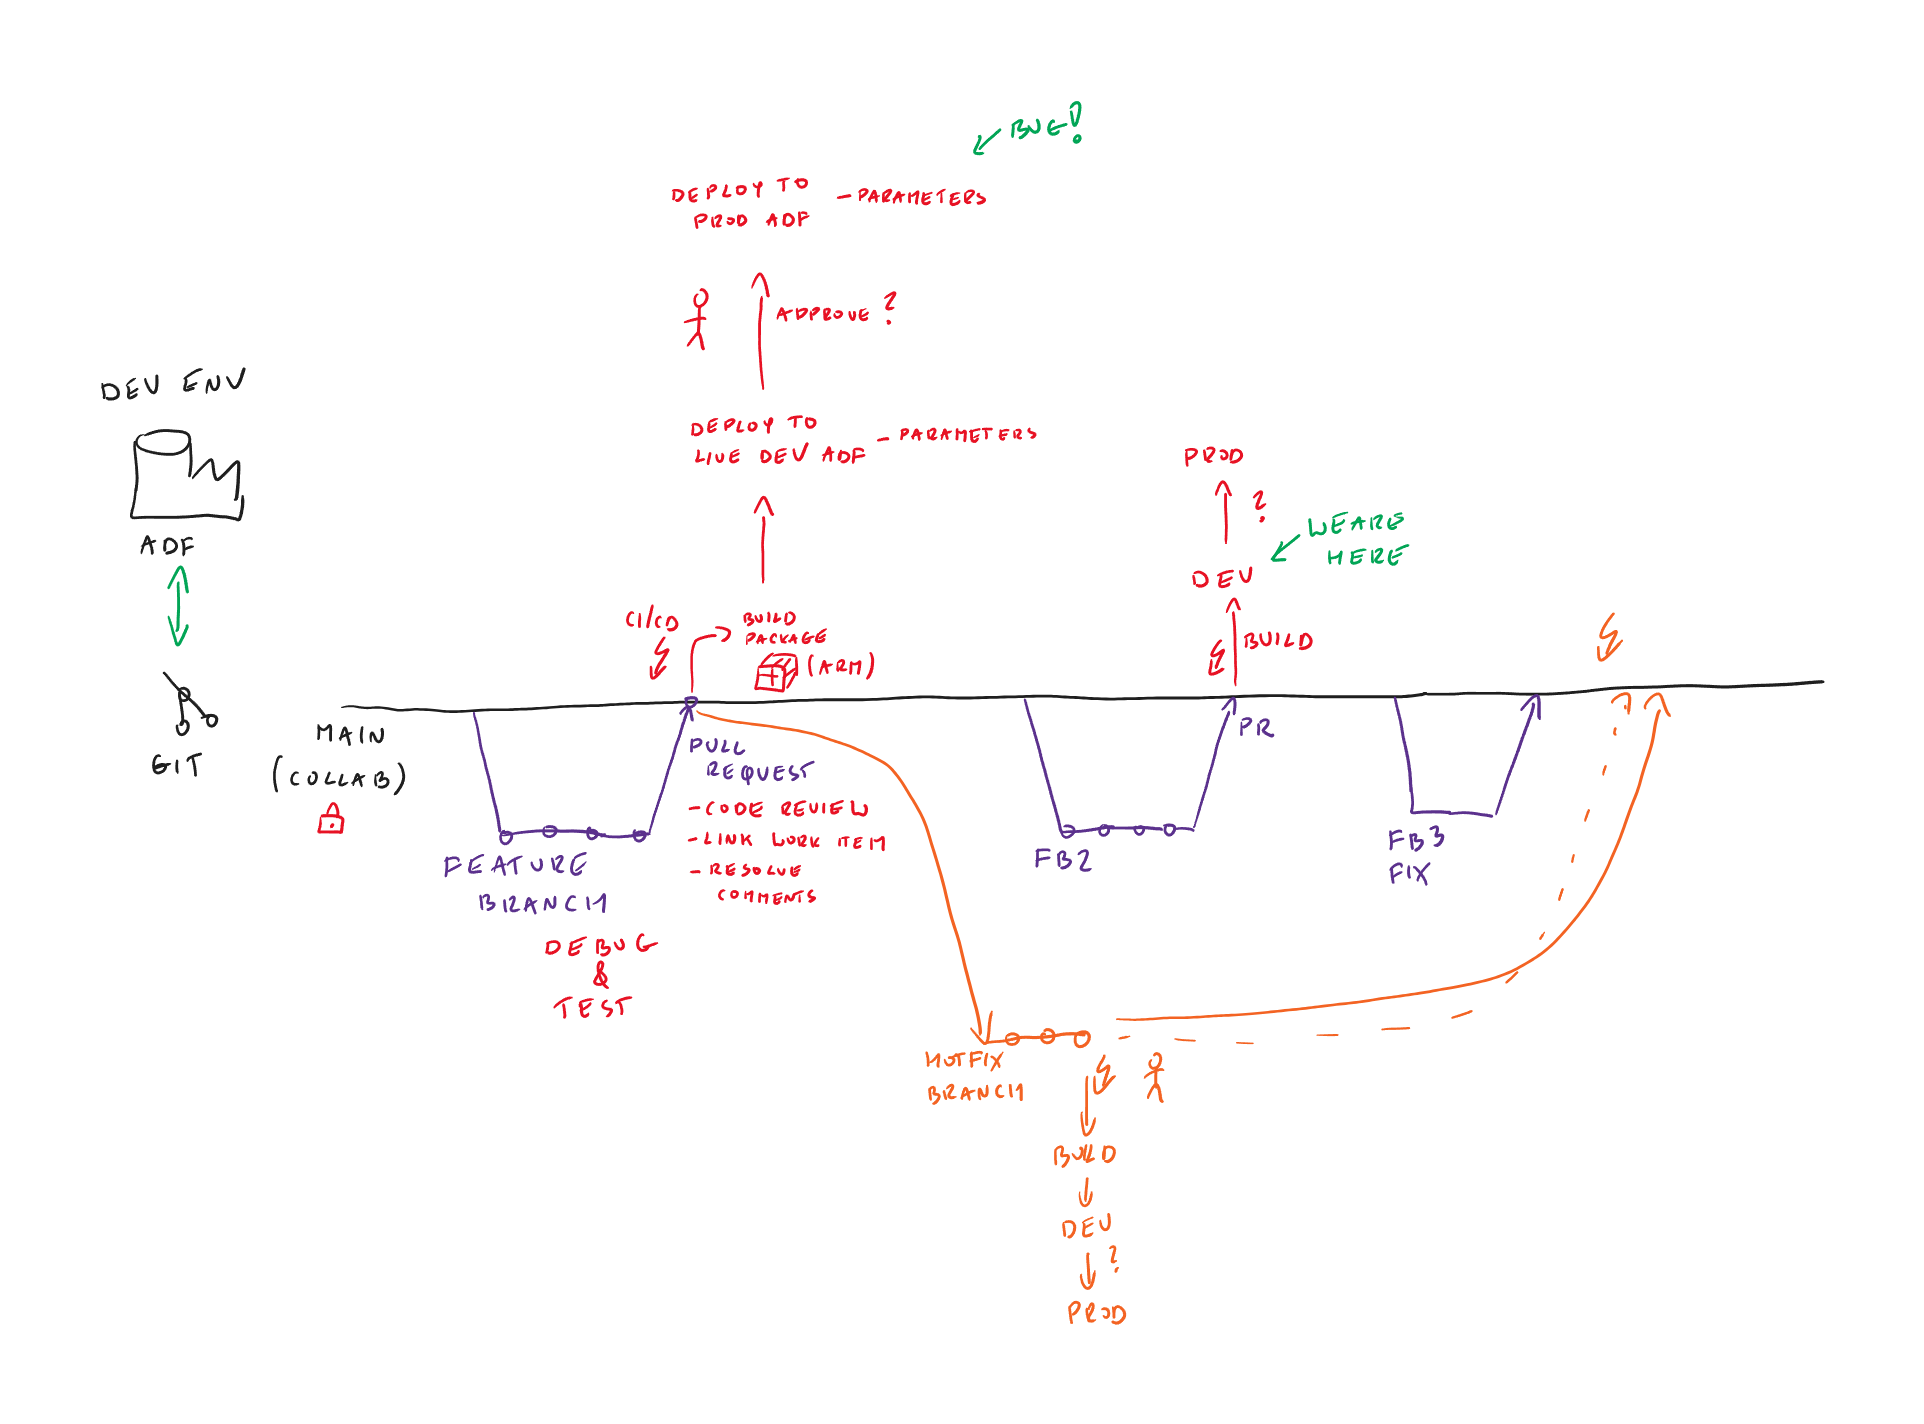 BUG!
DEPLOY TO
PROD ADF
- PARAMETERS
APPROVE ?
DEV ENV
ADF
GIT
DEPLOY TO
LIVE DEV ADF
- PARAMETERS
CI/CD
BUILD
PACKAGE
(ARM)
PROD
?
WE ARE
HERE
DEV
BUILD
MAIN
(COLLAB)
PULL
REQUEST
- CODE REVIEW
- LINK WORK ITEM
- RESOLVE
COMMENTS
FEATURE
BRANCH
DEBUG
&
TEST
PR
FB2
FB3
FIX
HOTFIX
BRANCH
BUILD
DEV
?
PROD